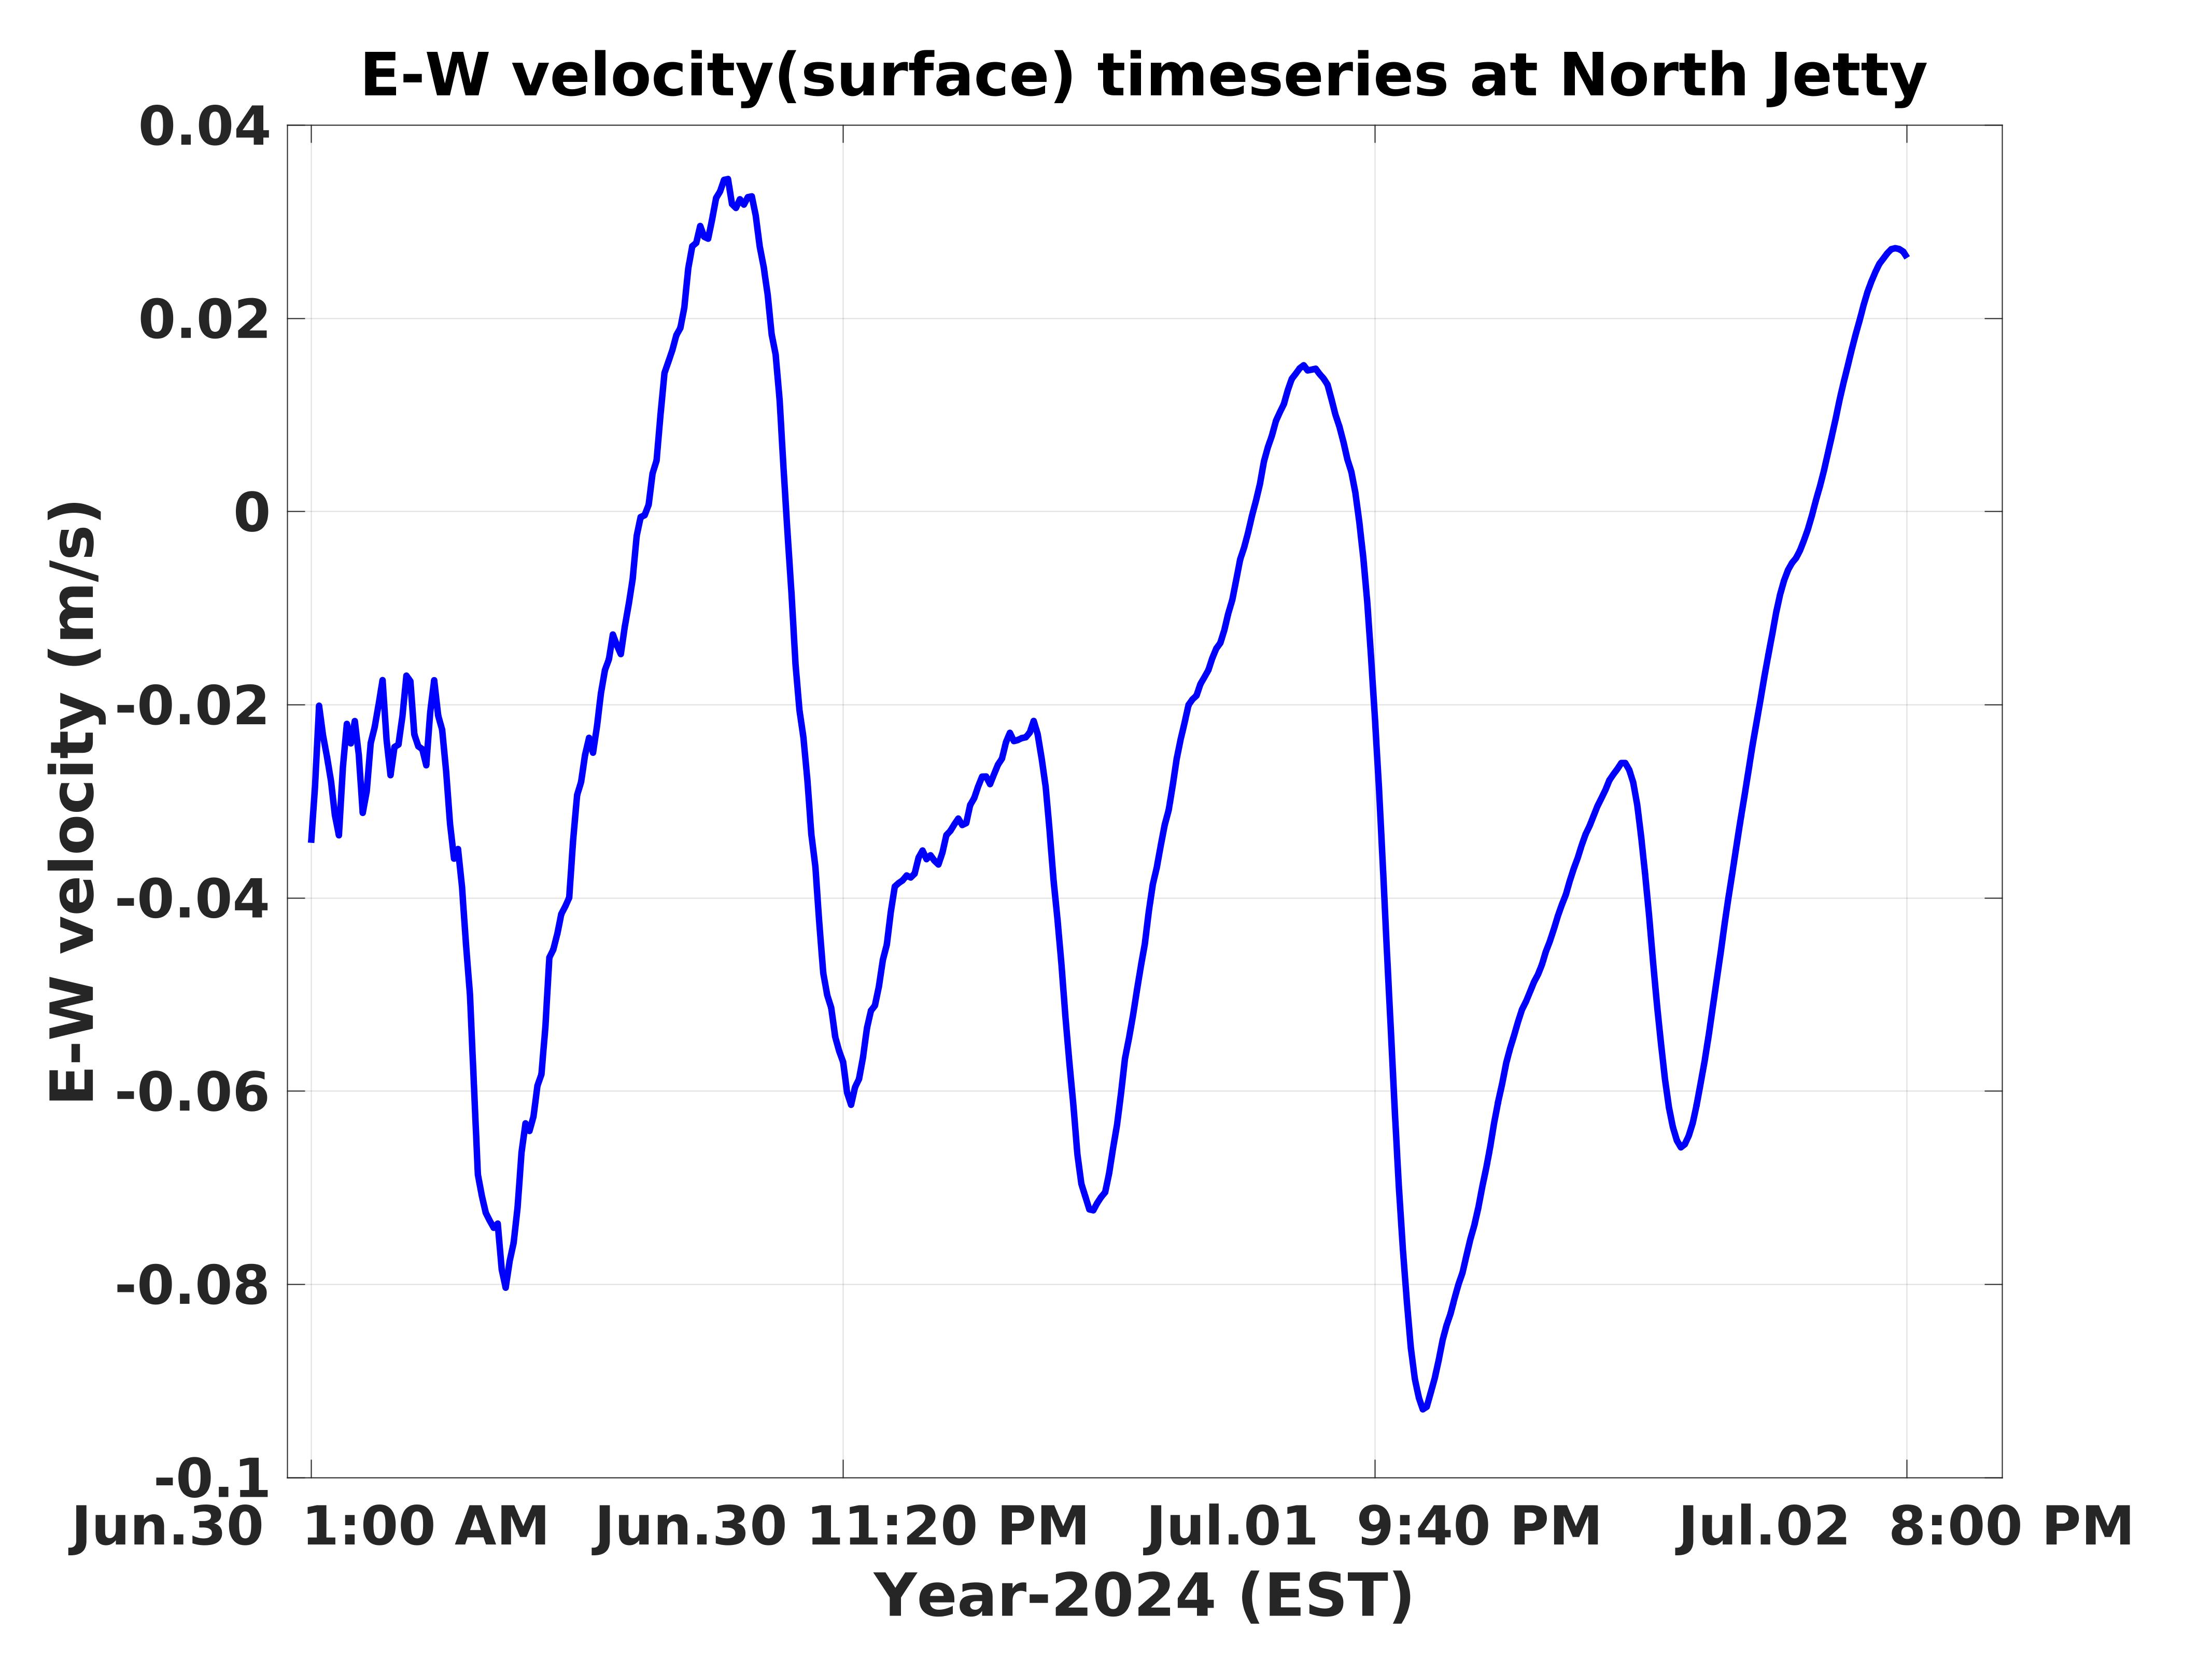 E-W velocity(surface) timeseries at North Jetty
0.04
0.02
0
-0.02
-0.04
-0.06
-0.08
-0.1
E-W velocity (m/s)
Jun.30 1:00 AM Jun.30 11:20 PM Jul.01 9:40 PM Jul.02 8:00 PM
Year-2024 (EST)